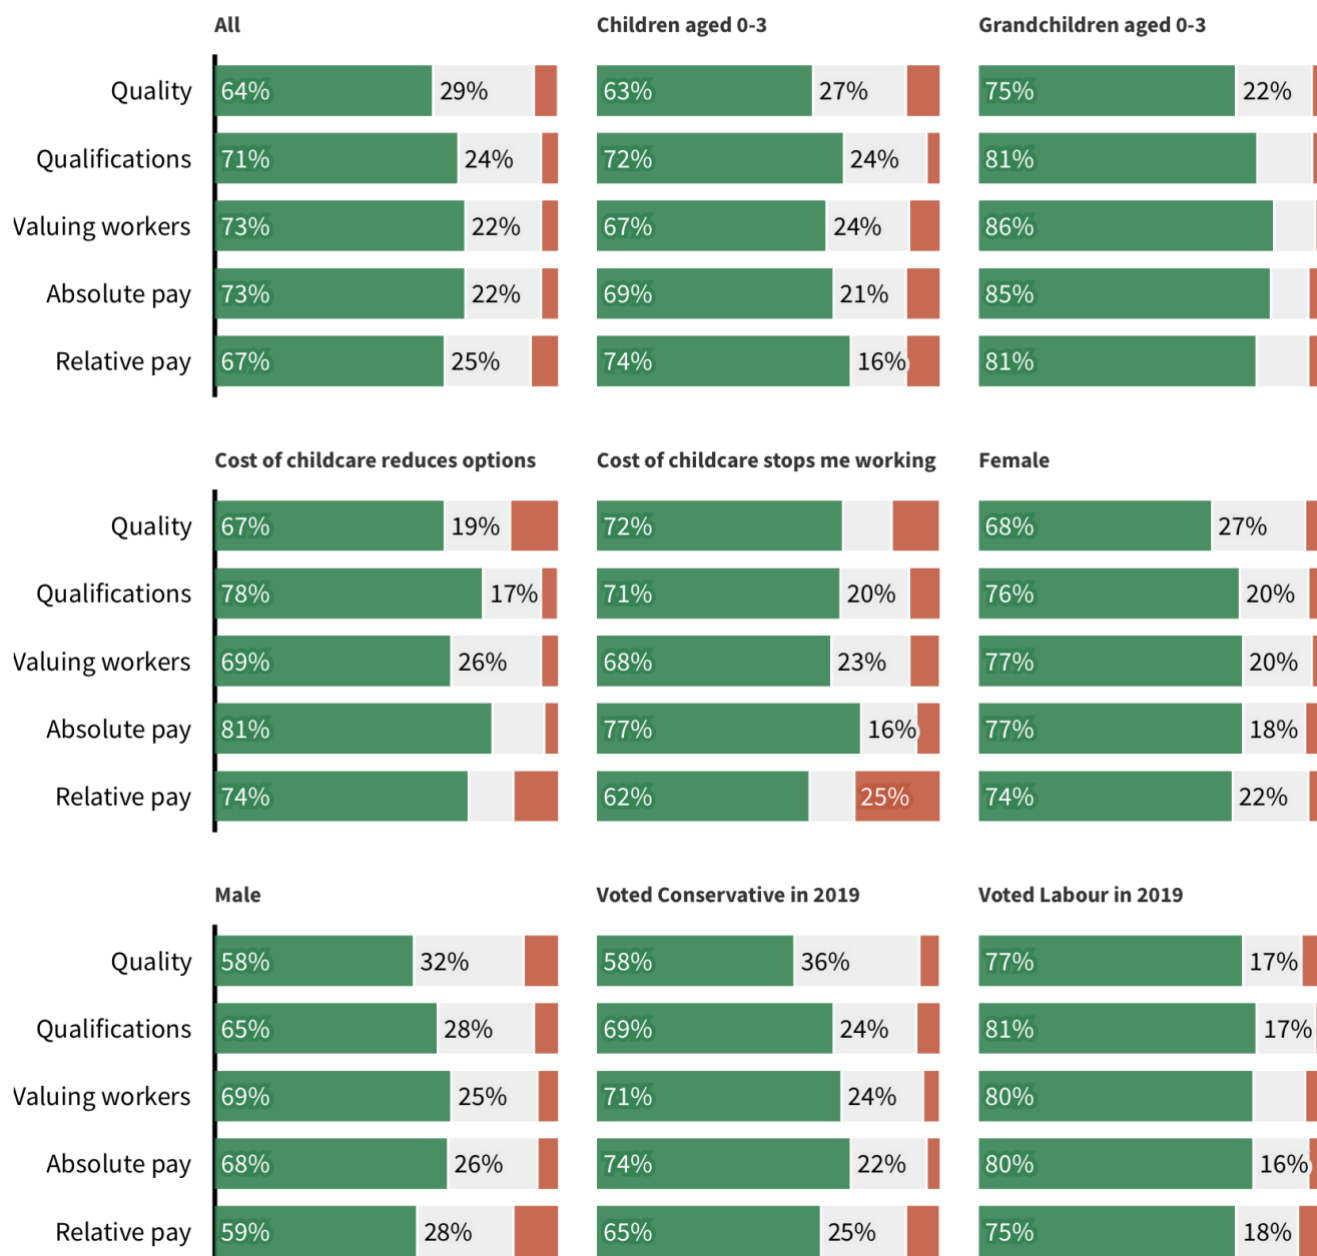 All Children aged 0-3 Grandchildren aged 0-3
Quality 64% 29% 63% 27% 75% 22%
Qualifications 71% 24% 72% 24% 81%
Valuing workers 73% 22% 67% 24% 86%
Absolute pay 73% 22% 69% 21% 85%
Relative pay 67% 25% 74% 16% 81%
Cost of childcare reduces options Cost of childcare stops me working Female
Quality 67% 19% 72% 68% 27%
Qualifications 78% 17% 71% 20% 76% 20%
Valuing workers 69% 26% 68% 23% 77% 20%
Absolute pay 81% 77% 16% 77% 18%
Relative pay 74% 62% 25% 74% 22%
Male Voted Conservative in 2019 Voted Labour in 2019
Quality 58% 32% 58% 36% 77% 17%
Qualifications 65% 28% 69% 24% 81% 17%
Valuing workers 69% 25% 71% 24% 80%
Absolute pay 68% 26% 74% 22% 80% 16%
Relative pay 59% 28% 65% 25% 75% 18%